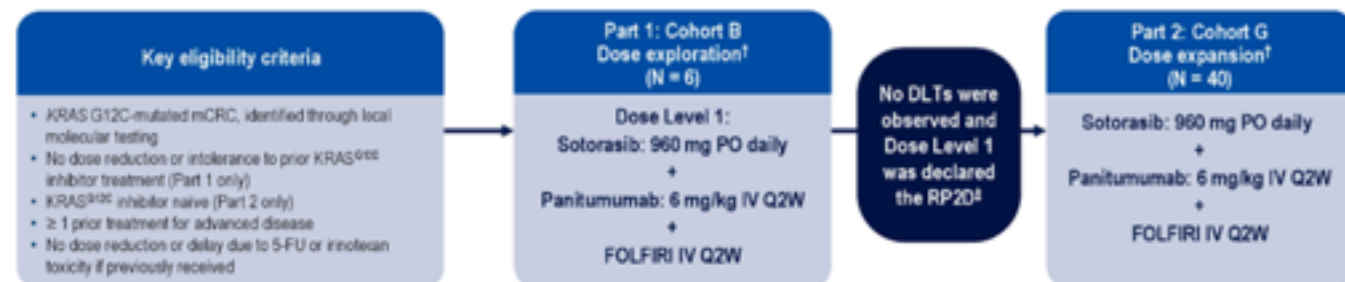 Key eligibility criteria
• KRAS G12C-mutated mCRC, identified through local
molecular testing
• No dose reduction or intolerance to prior KRASG12C
inhibitor treatment (Part 1 only)
• KRASG12C inhibitor naive (Part 2 only)
• ≥ 1 prior treatment for advanced disease
• No dose reduction or delay due to 5-FU or irinotecan
toxicity if previously received
Part 1: Cohort B
Dose exploration†
(N = 6)
Dose Level 1:
Sotorasib: 960 mg PO daily
+
Panitumumab: 6 mg/kg IV Q2W
+
FOLFIRI IV Q2W
No DLTs were
observed and
Dose Level 1
was declared
the RP2D‡
Part 2: Cohort G
Dose expansion†
(N = 40)
Sotorasib: 960 mg PO daily
+
Panitumumab: 6 mg/kg IV Q2W
+
FOLFIRI IV Q2W